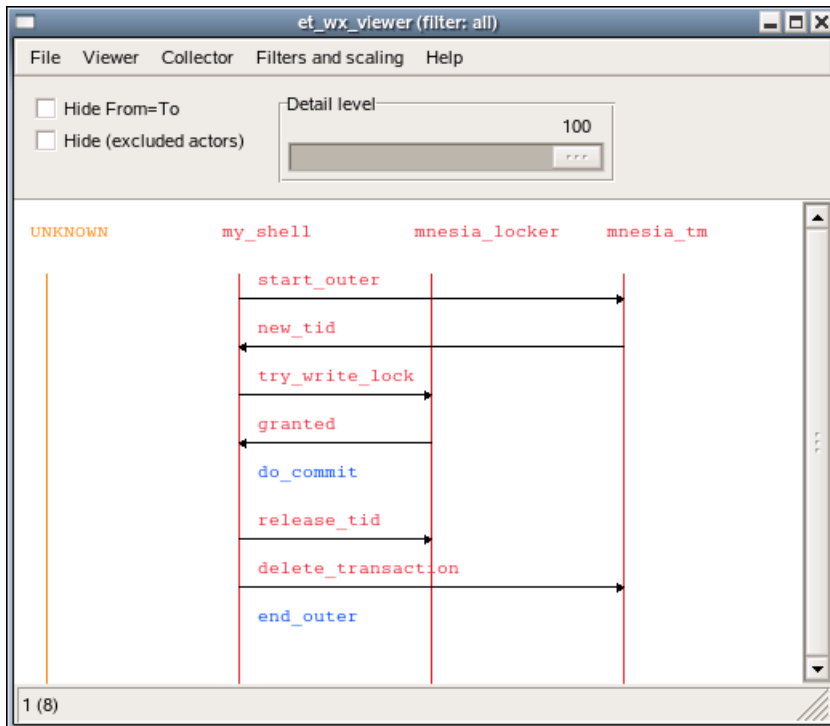 et_wx_viewer (filter: all)
File Viewer Collector Filters and scaling Help
Hide From=To
Hide (excluded actors)
Detail level
100
UNKNOWN my_shell mnesia_locker mnesia_tm
start_outer
new_tid
try_write_lock
granted
do_commit
release_tid
delete_transaction
end_outer
1 (8)